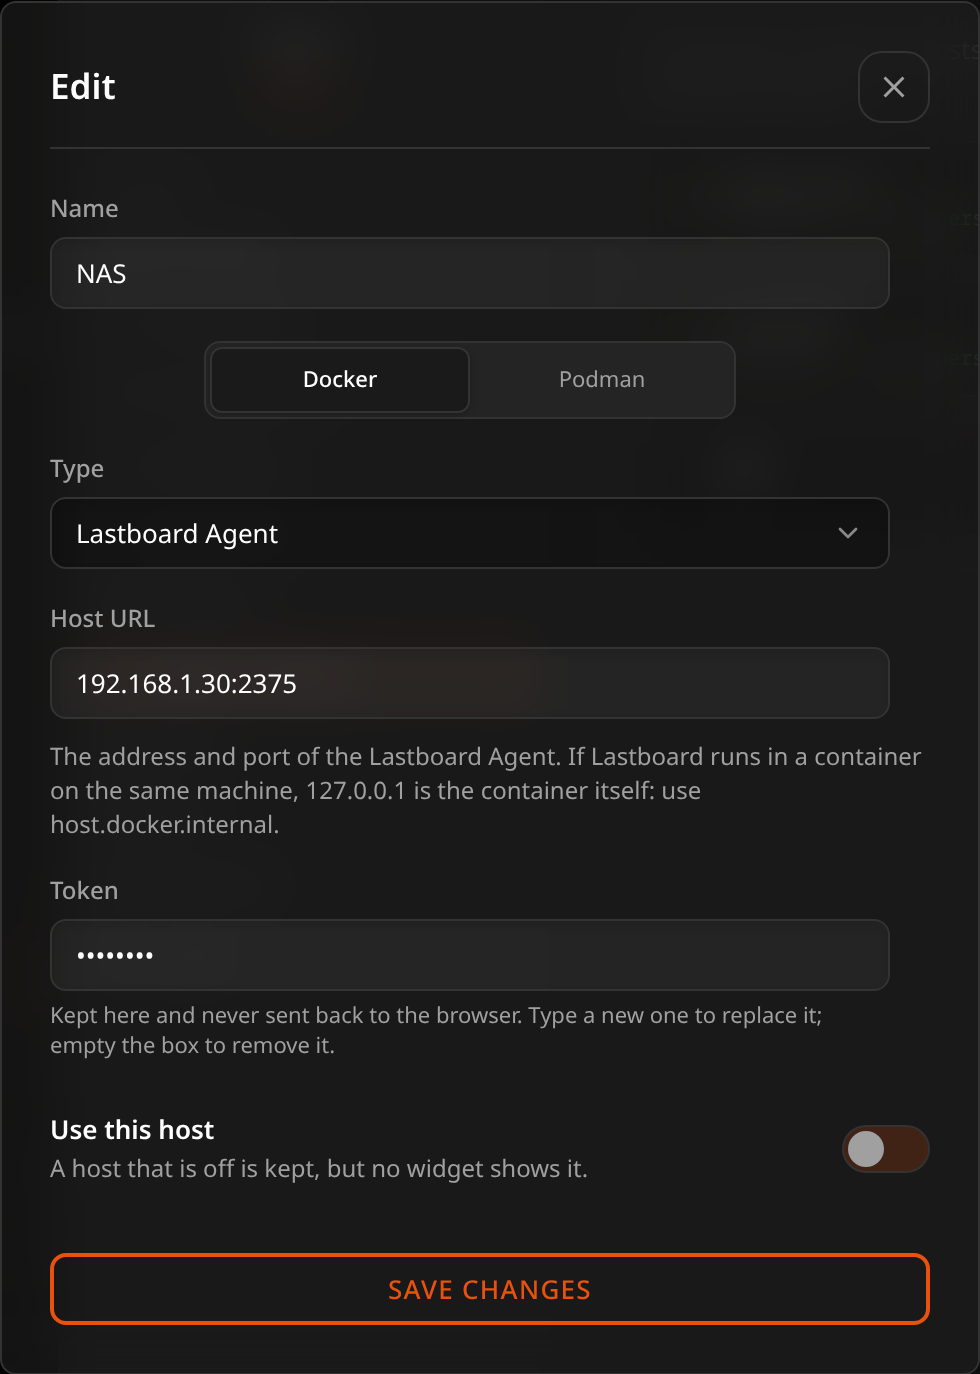 Edit
Name
NAS
Docker
Podman
Type
Lastboard Agent
Host URL
192.168.1.30:2375
The address and port of the Lastboard Agent. If Lastboard runs in a container
on the same machine, 127.0.0.1 is the container itself: use
host.docker.internal.
Token
••••••••
Kept here and never sent back to the browser. Type a new one to replace it;
empty the box to remove it.
Use this host
A host that is off is kept, but no widget shows it.
SAVE CHANGES